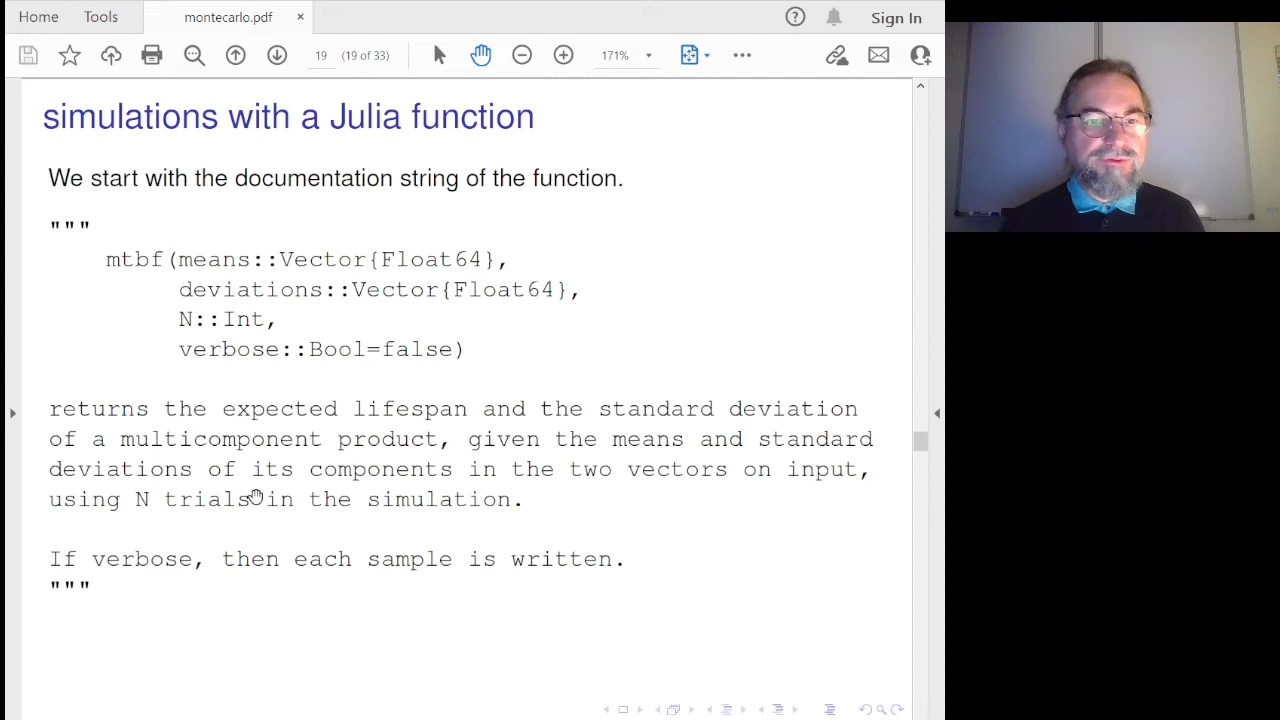 Home Tools montecarlo.pdf × Sign In
19 (19 of 33) 171%
simulations with a Julia function
We start with the documentation string of the function.
"""
mtbf(means::Vector{Float64},
deviations::Vector{Float64},
N::Int,
verbose::Bool=false)
returns the expected lifespan and the standard deviation
of a multicomponent product, given the means and standard
deviations of its components in the two vectors on input,
using N trials in the simulation.
If verbose, then each sample is written.
"""